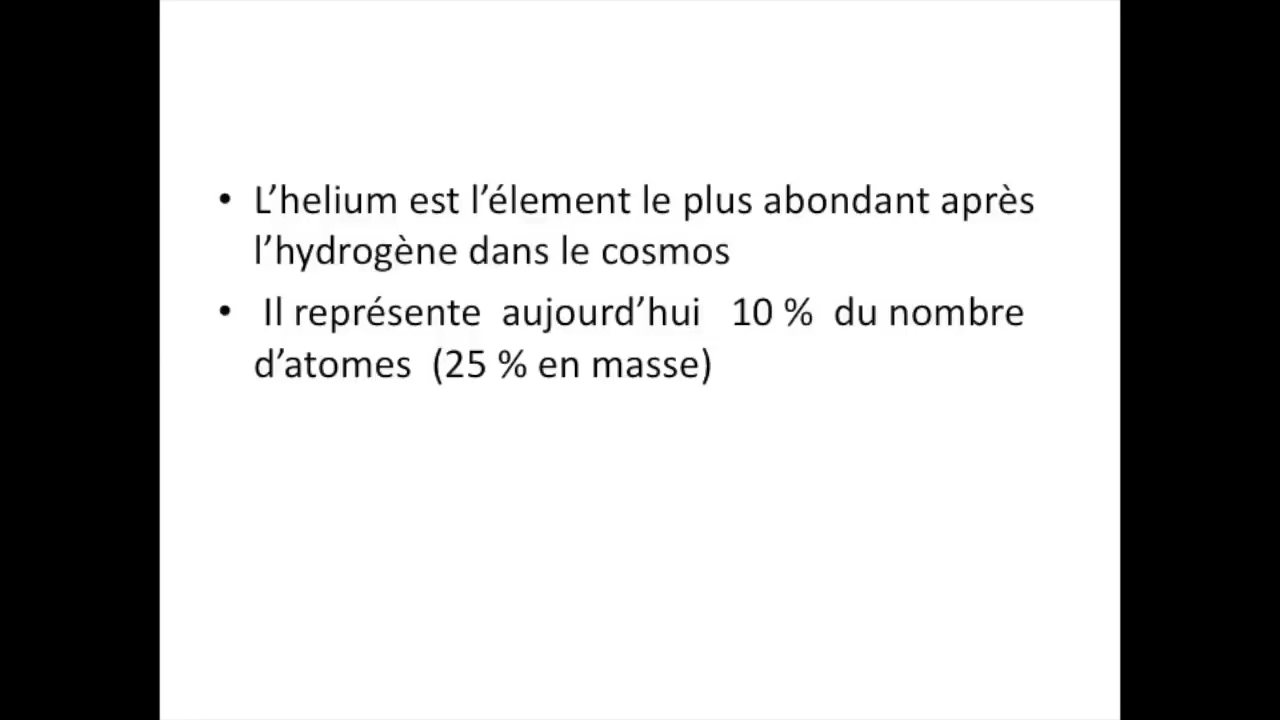 • L’helium est l’élement le plus abondant après
l’hydrogène dans le cosmos
• Il représente aujourd’hui 10 % du nombre
d’atomes (25 % en masse)